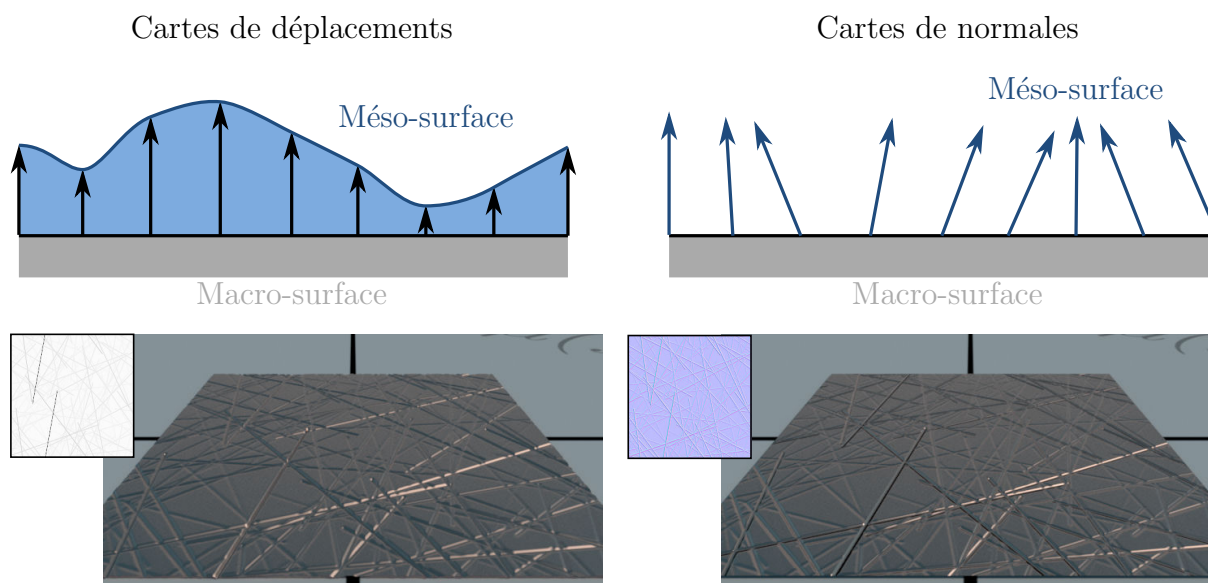 Cartes de déplacements
Cartes de normales
Méso-surface
Méso-surface
Macro-surface
Macro-surface